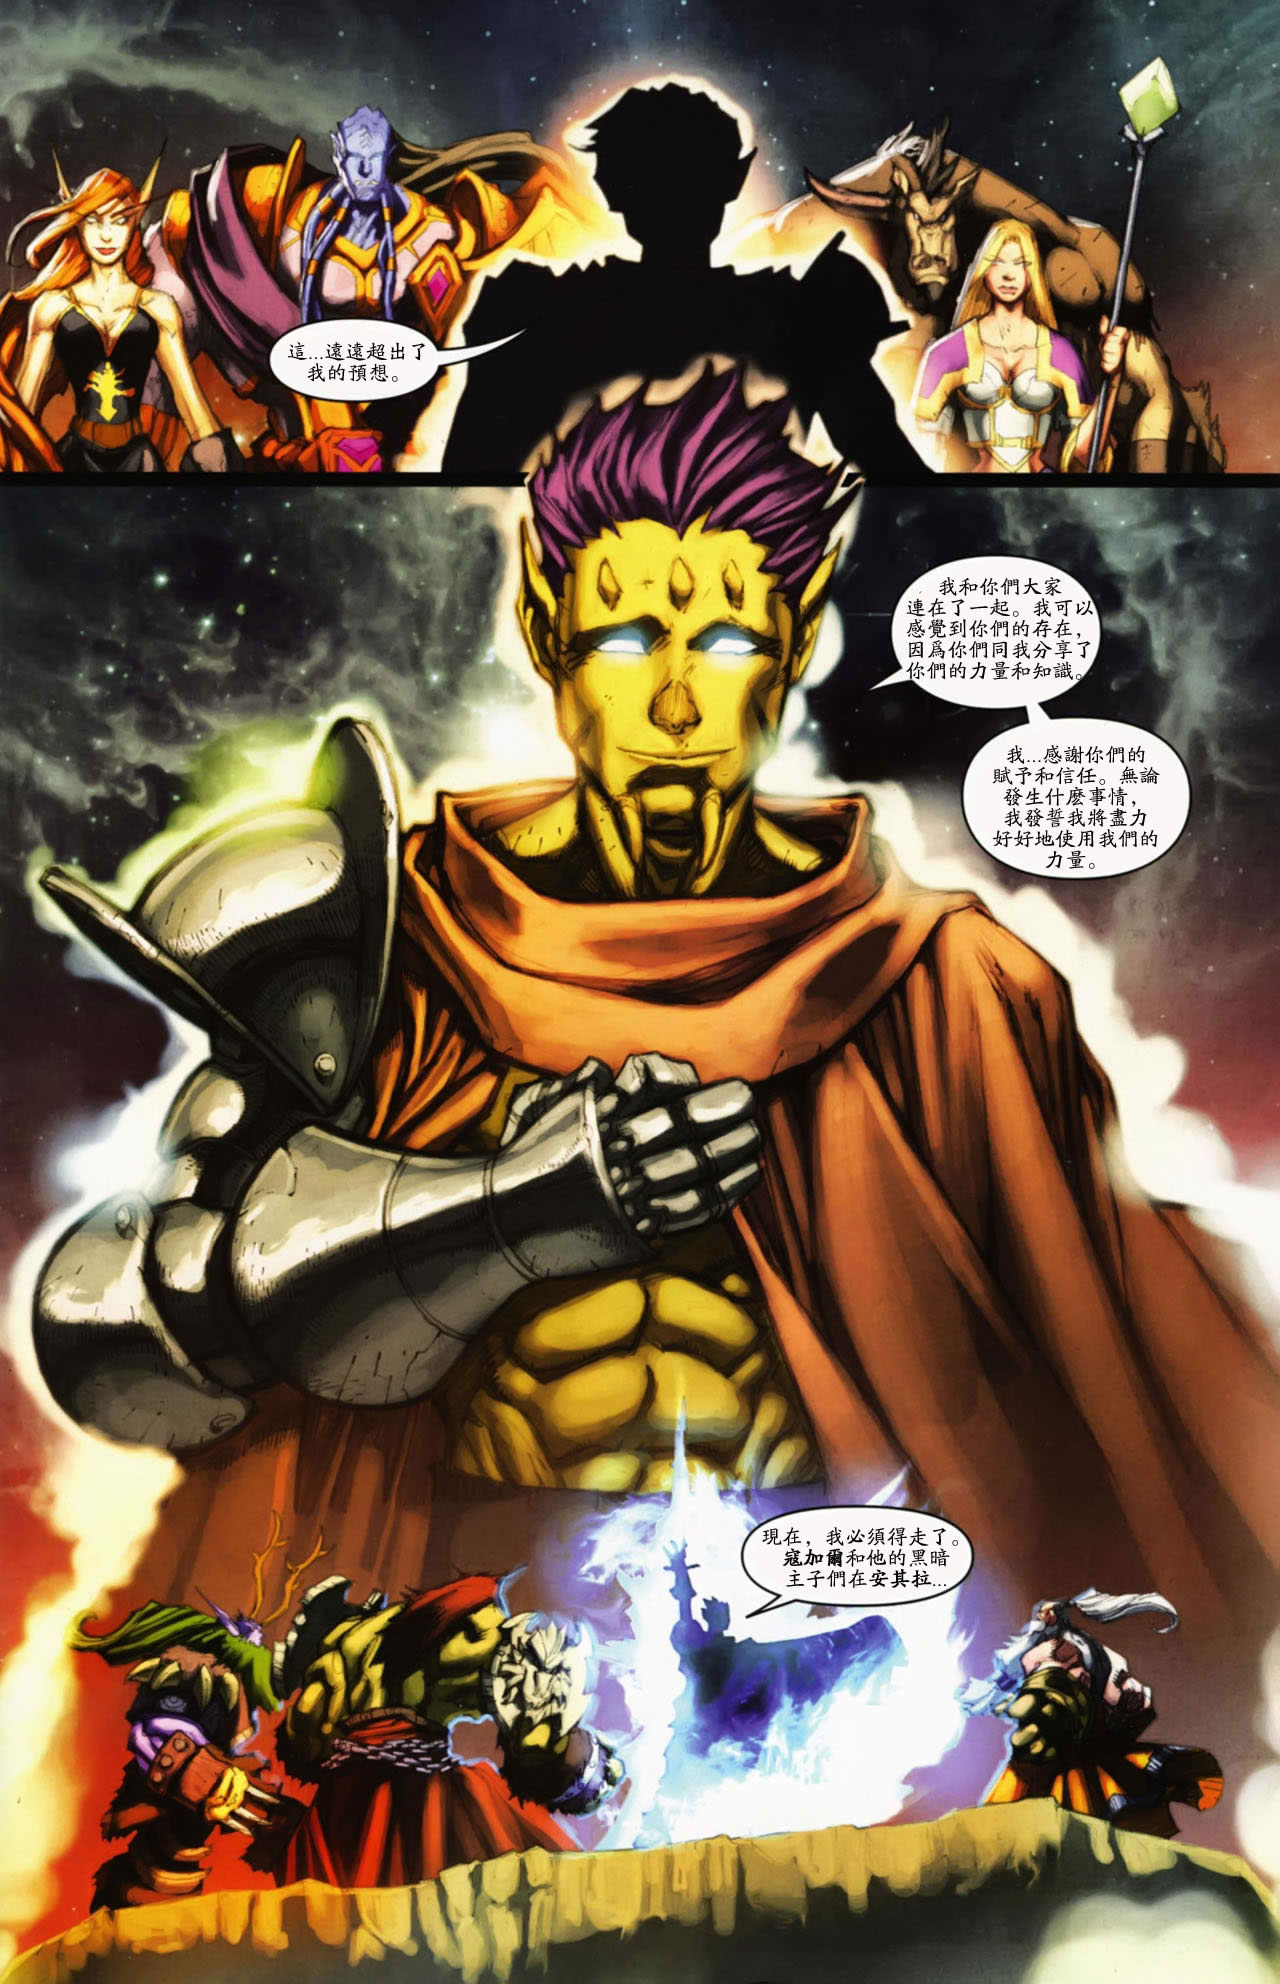 這...遠遠超出了
我的預想。
我和你們大家
連在了一起。我可以
感覺到你們的存在，
因爲你們同我分享了
你們的力量和知識。
我...感謝你們的
賦予和信任。無論
發生什麼事情，
我發誓我將盡力
好好地使用我們的
力量。
現在，我必須得走了。
寇加爾和他的黑暗
主子們在安其拉...